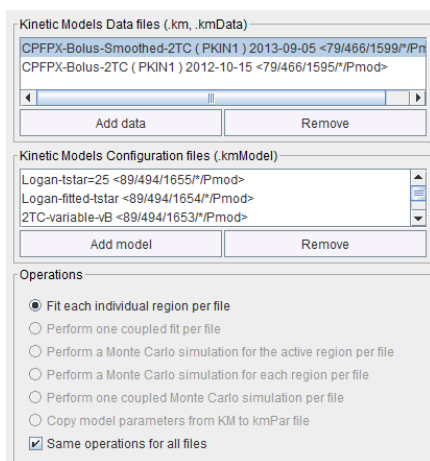 Kinetic Models Data files (.km, .kmData)
CPFPX-Bolus-Smoothed-2TC ( PKIN1 ) 2013-09-05 <79/466/1599/*/Pm
CPFPX-Bolus-2TC ( PKIN1 ) 2012-10-15 <79/466/1595/*/Pmod>
Add data
Remove
Kinetic Models Configuration files (.kmModel)
Logan-tstar=25 <89/494/1655/*/Pmod>
Logan-fitted-tstar <89/494/1654/*/Pmod>
2TC-variable-vB <89/494/1653/*/Pmod>
Add model
Remove
Operations
Fit each individual region per file
Perform one coupled fit per file
Perform a Monte Carlo simulation for the active region per file
Perform a Monte Carlo simulation for each region per file
Perform one coupled Monte Carlo simulation per file
Copy model parameters from KM to kmPar file
Same operations for all files